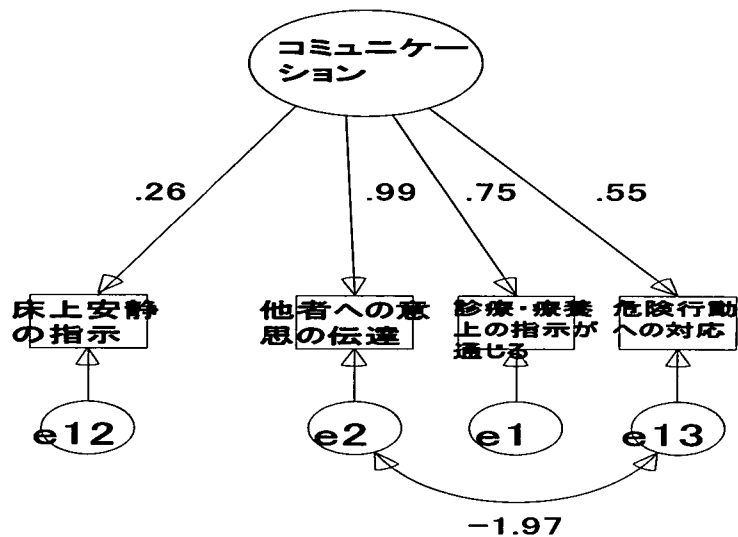 コミュニケー
ション
.26
.99
.75
.55
床上安静
の指示
他者への意
思の伝達
診療・療養
上の指示が
通じる
危険行動
への対応
e12
e2
e1
e13
-1.97